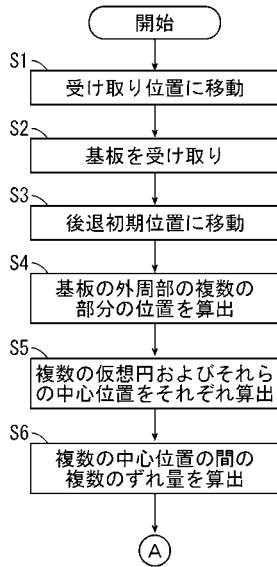 開始
S1
受け取り位置に移動
S2
基板を受け取り
S3
後退初期位置に移動
S4
基板の外周部の複数の
部分の位置を算出
S5
複数の仮想円およびそれら
の中心位置をそれぞれ算出
S6
複数の中心位置の間の
複数のずれ量を算出
A